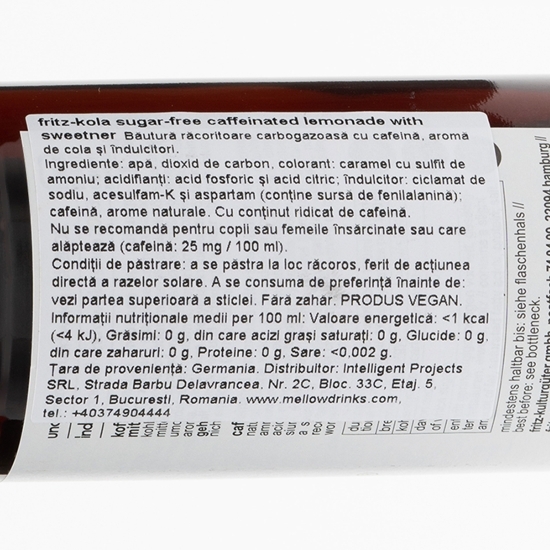 fritz-kola sugar-free caffeinated lemonade with
sweetner Băutură răcoritoare carbogazoasă cu cafeină, aromă
de cola și îndulcitori.
Ingrediente: apă, dioxid de carbon, colorant: caramel cu sulfit de
amoniu; acidifianți: acid fosforic și acid citric; îndulcitor: ciclamat de
sodiu, acesulfam-K și aspartam (conține sursă de fenilalanină);
cafeină, arome naturale. Cu conținut ridicat de cafeină.
Nu se recomandă pentru copii sau femeile însărcinate sau care
alăptează (cafeină: 25 mg / 100 ml).
Condiții de păstrare: a se păstra la loc răcoros, ferit de acțiunea
directă a razelor solare. A se consuma de preferință înainte de:
vezi partea superioară a sticlei. Fără zahăr. PRODUS VEGAN.
Informații nutriționale medii per 100 ml: Valoare energetică: <1 kcal
(<4 kJ), Grăsimi: 0 g, din care acizi grași saturați: 0 g, Glucide: 0 g,
din care zaharuri: 0 g, Proteine: 0 g, Sare: <0,002 g.
Țara de proveniență: Germania. Distribuitor: Intelligent Projects
SRL, Strada Barbu Delavrancea, Nr. 2C, Bloc. 33C, Etaj. 5,
Sector 1, Bucuresti, Romania. www.mellowdrinks.com,
tel.: +40374904444
mindestens haltbar bis: siehe flaschenhals //
best before: see bottleneck.
fritz-kulturgüter gmbh
hamburg //